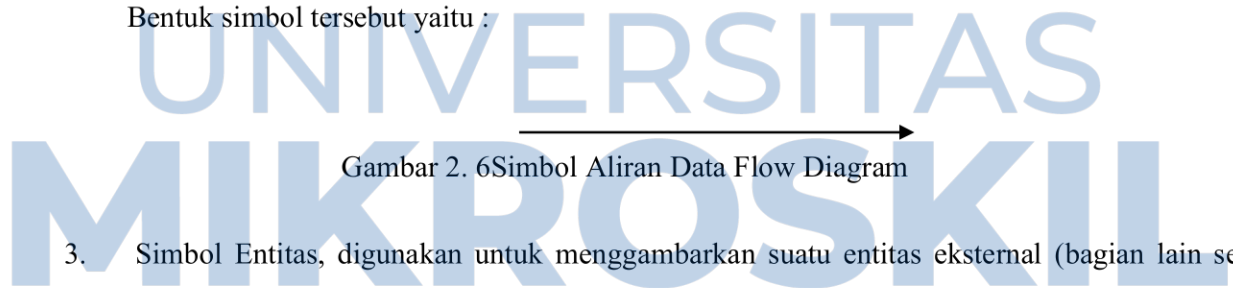 Bentuk simbol tersebut yaitu :
UNIVERSITAS
Gambar 2. 6Simbol Aliran Data Flow Diagram
MIKROSKIL
3. Simbol Entitas, digunakan untuk menggambarkan suatu entitas eksternal (bagian lain